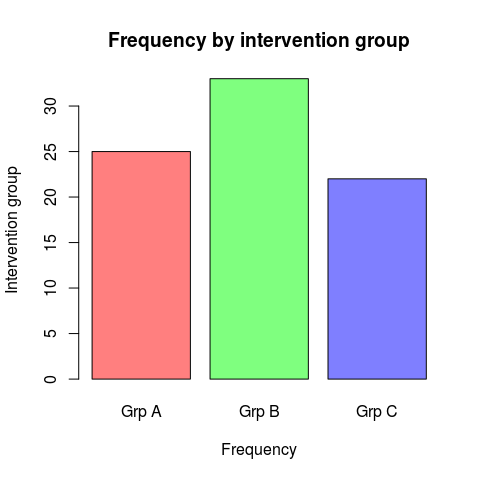 Frequency by intervention group
Intervention group
30
25
20
15
10
5
0
Grp A Grp B Grp C
Frequency